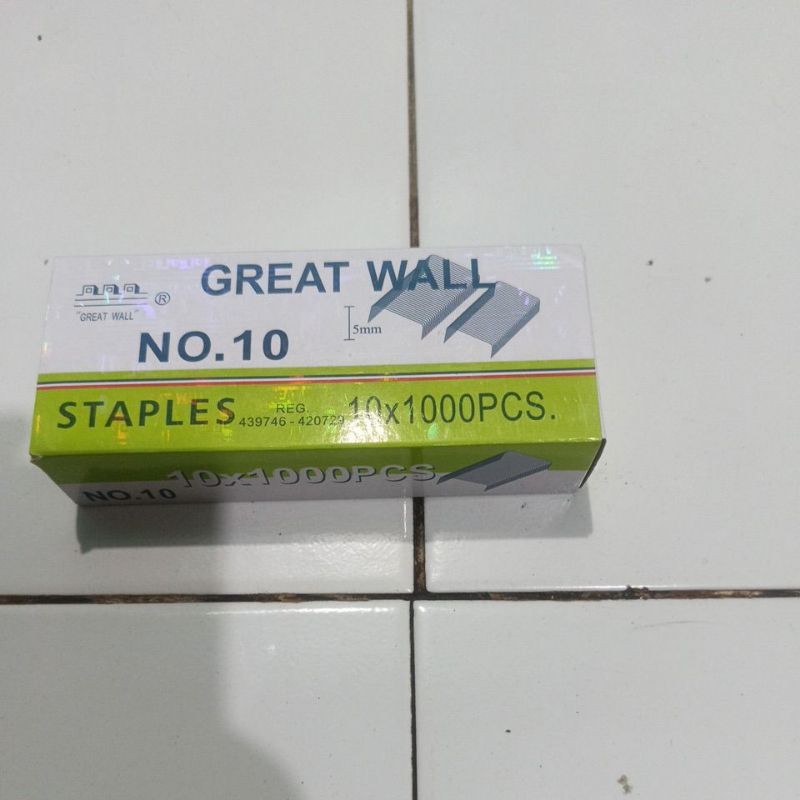 GREAT WALL
®
"GREAT WALL"
5mm
NO.10
STAPLES
REG.
439746 - 420729
10x1000PCS.
10x1000PCS
NO.10